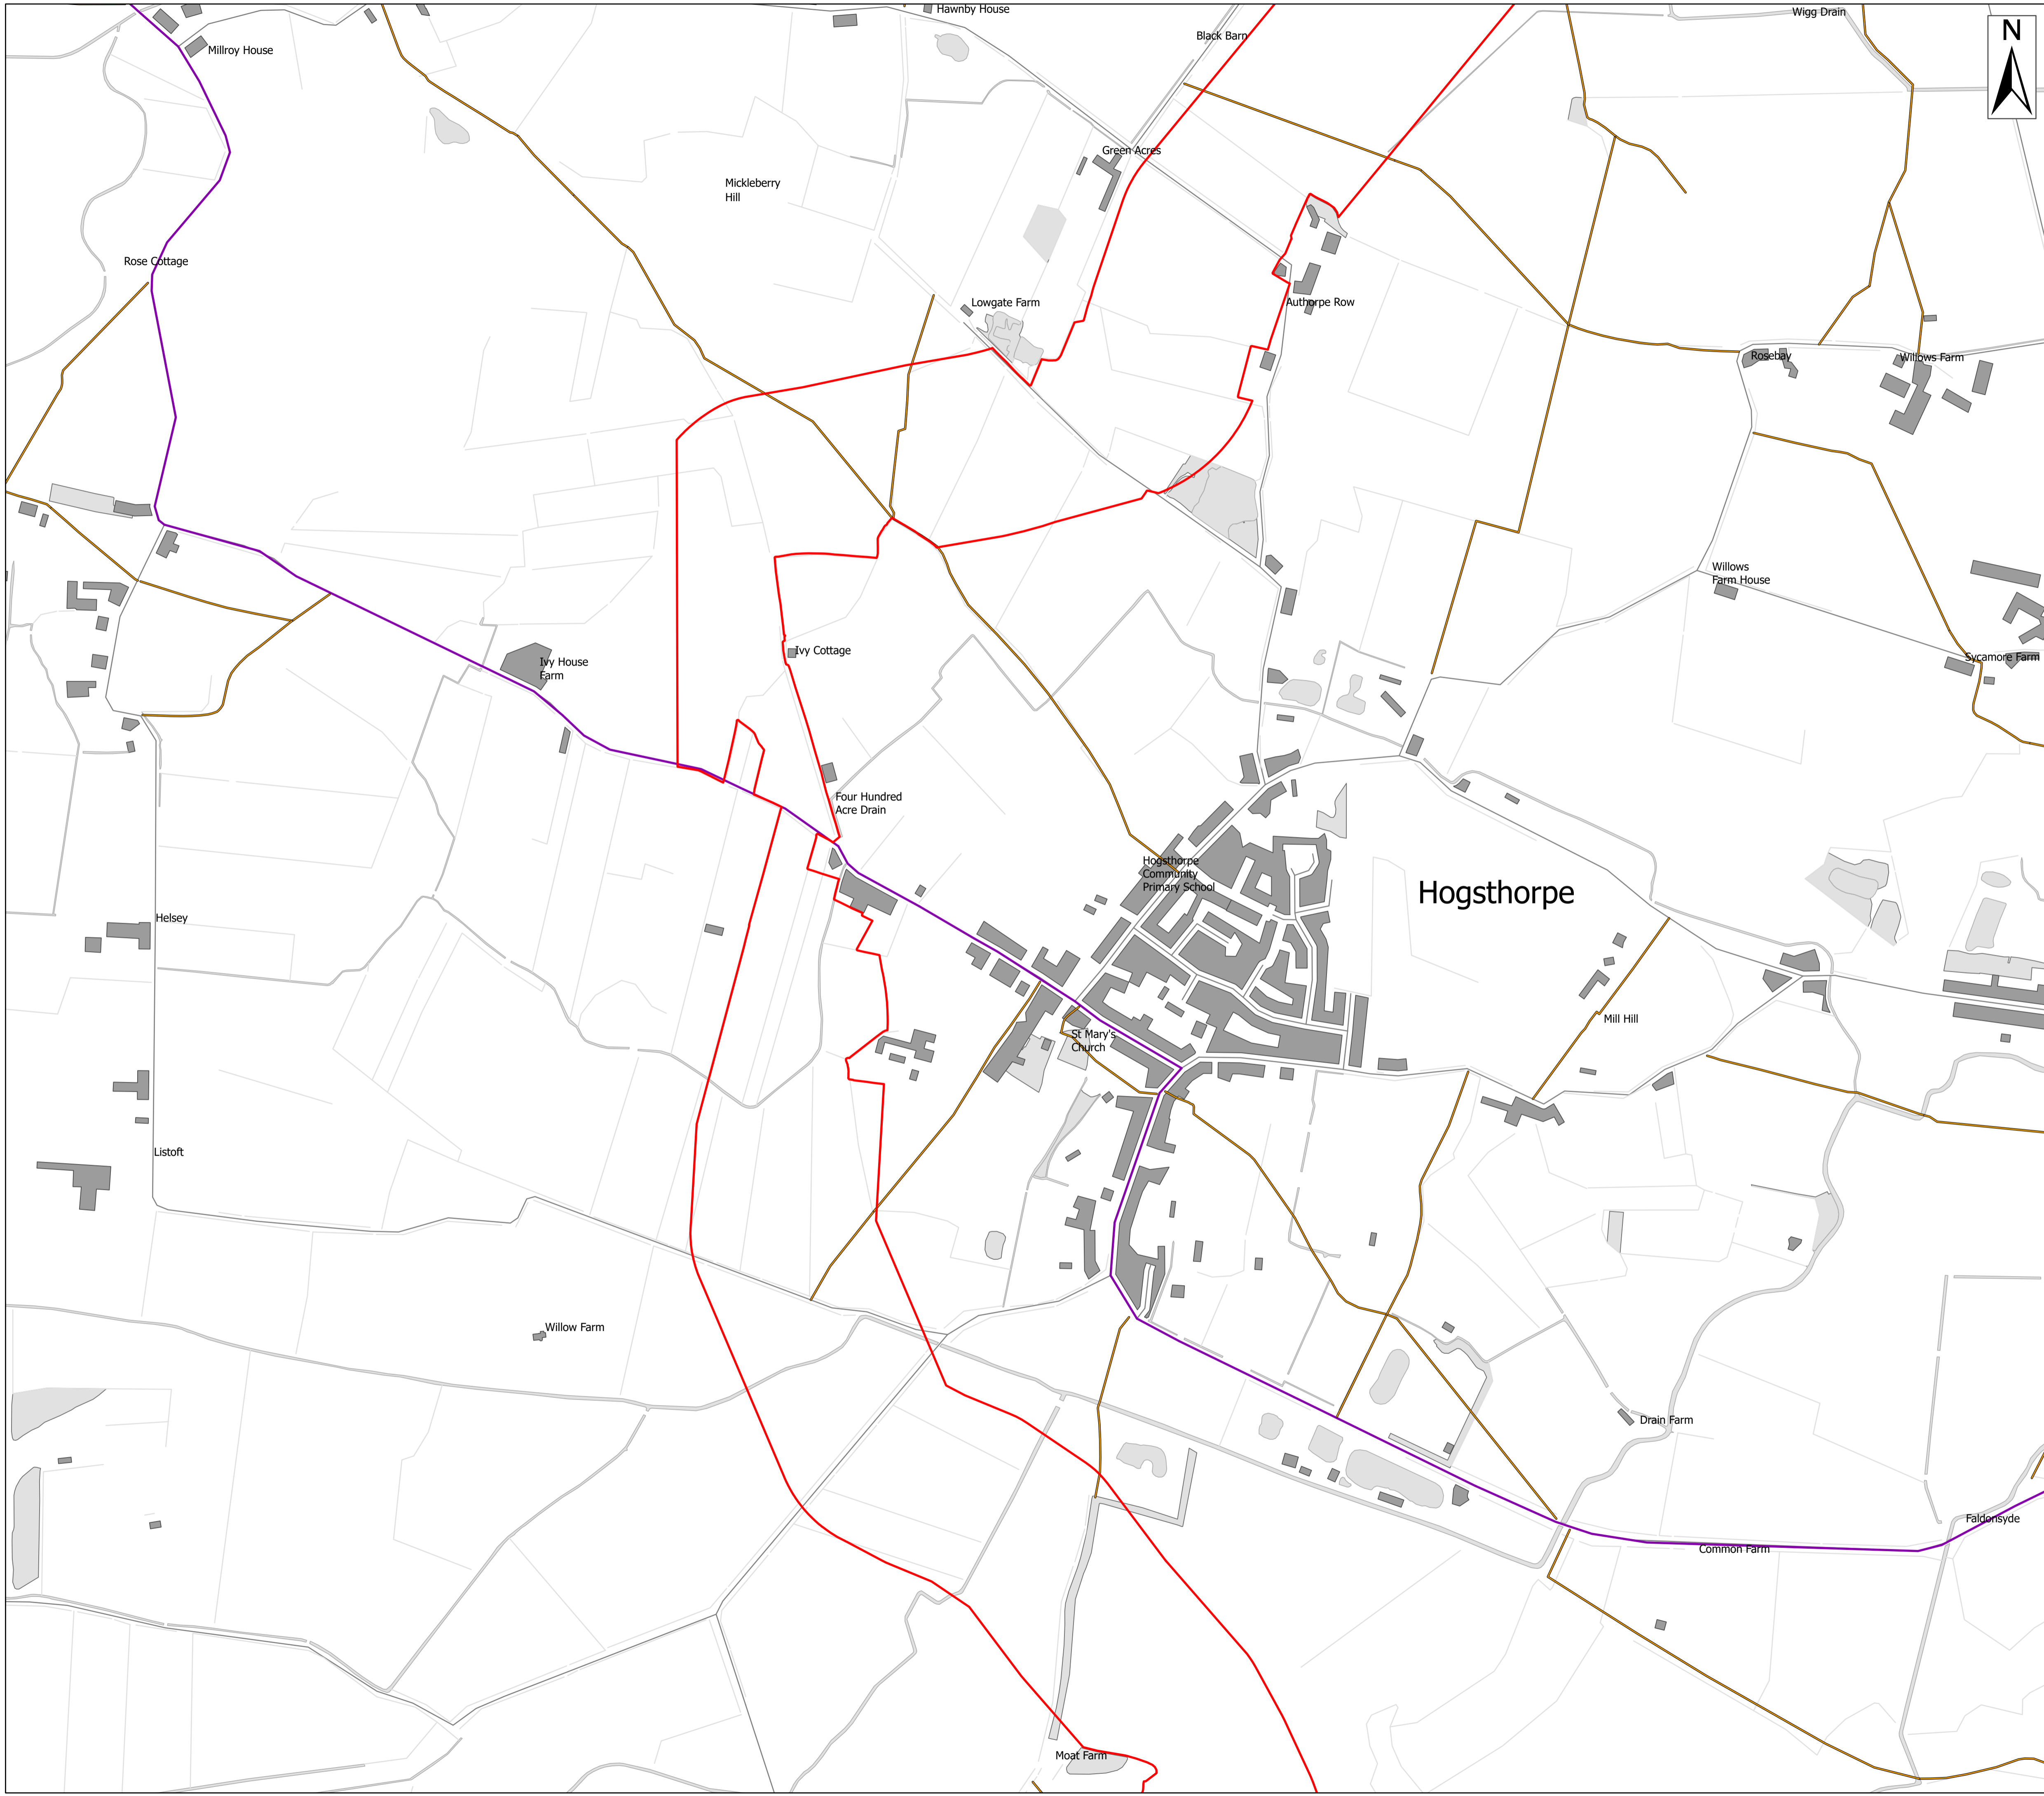 Hawnby House
Wigg Drain
N
Millroy House
Black Barn
Green Acres
Mickleberry
Hill
Rose Cottage
Lowgate Farm
Authorpe Row
Rosebay
Willows Farm
Willows
Farm House
Ivy Cottage
Ivy House
Farm
Sycamore Farm
Four Hundred
Acre Drain
Hogsthorpe
Community
Primary School
Hogsthorpe
Helsey
Mill Hill
St Mary's
Church
Listoft
Willow Farm
Drain Farm
Faldonsyde
Common Farm
Moat Farm